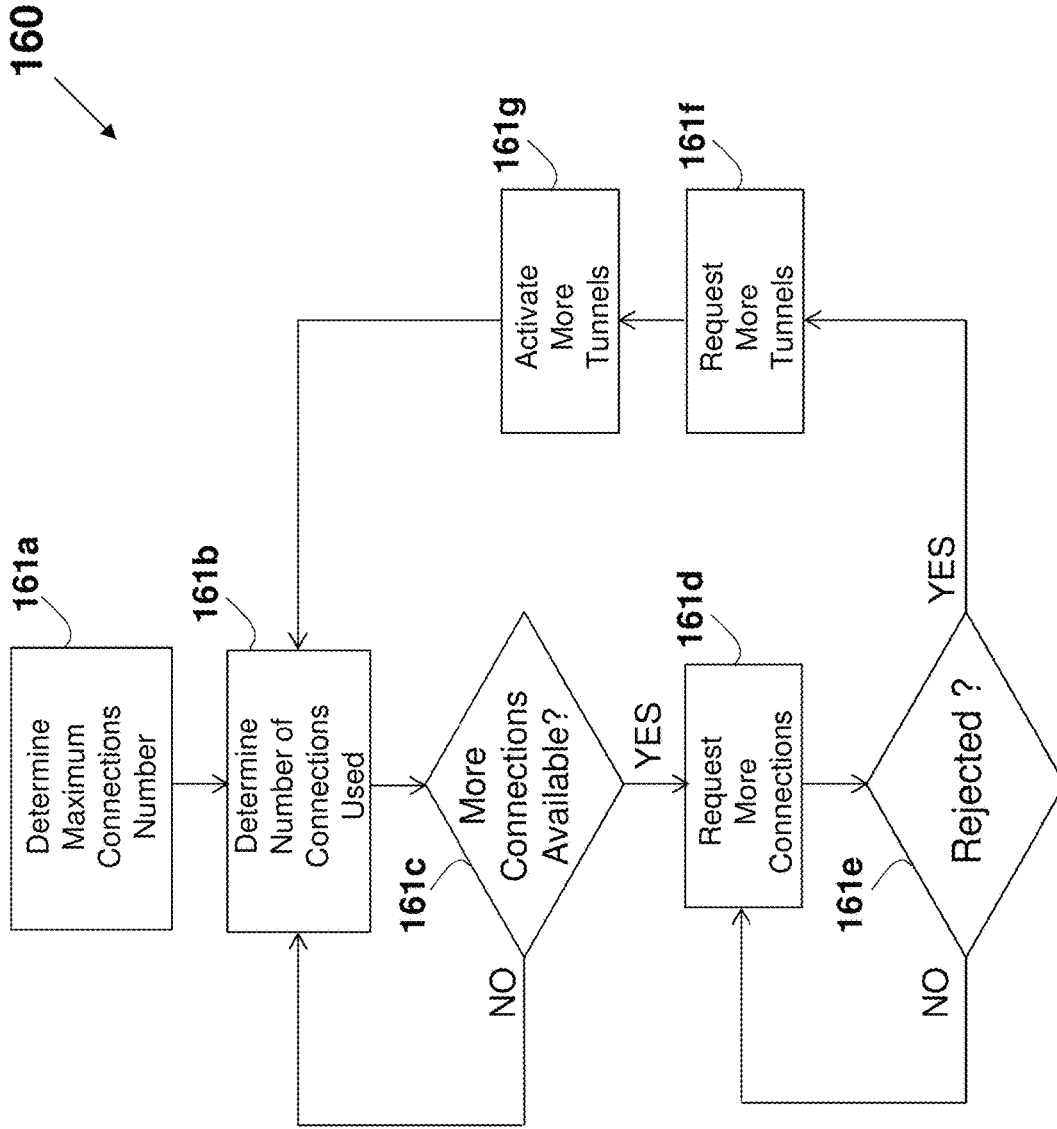 160
161a
Determine
Maximum
Connections
Number
161b
Determine
Number of
Connections
Used
161c
More
Connections
Available?
NO
YES
161d
Request
More
Connections
161e
Rejected ?
NO
YES
161f
Request
More
Tunnels
161g
Activate
More
Tunnels